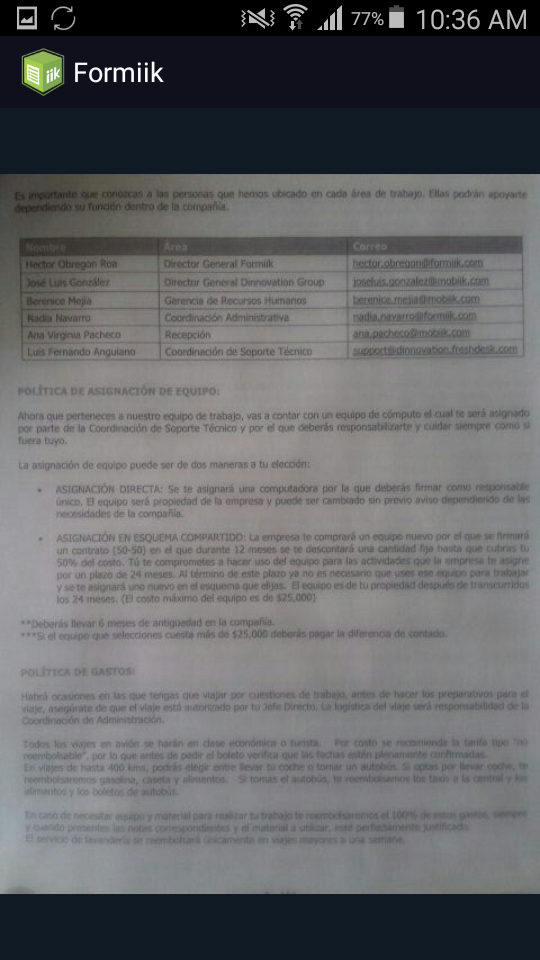 77% 10:36 AM
iik Formiik
Es importante que conozcas a las personas que hemos ubicado en cada área de trabajo. Ellas podrán apoyarte
dependiendo su función dentro de la compañía.
Nombre Área Correo
Hector Obregon Roa Director General Formiik hector.obregon@formiik.com
José Luis González Director General Dinnovation Group joseluis.gonzalez@mobiik.com
Berenice Mejia Gerencia de Recursos Humanos berenice.mejia@mobiik.com
Nadia Navarro Coordinación Administrativa nadia.navarro@formiik.com
Ana Virginia Pacheco Recepción ana.pacheco@mobiik.com
Luis Fernando Anguiano Coordinación de Soporte Técnico support@dinnovation.freshdesk.com
POLÍTICA DE ASIGNACIÓN DE EQUIPO:
Ahora que perteneces a nuestro equipo de trabajo, vas a contar con un equipo de cómputo el cual te será asignado
por parte de la Coordinación de Soporte Técnico y por el que deberás responsabilizarte y cuidar siempre como si
fuera tuyo.
La asignación de equipo puede ser de dos maneras a tu elección:
• ASIGNACIÓN DIRECTA: Se te asignará una computadora por la que deberás firmar como responsable
único. El equipo será propiedad de la empresa y puede ser cambiado sin previo aviso dependiendo de las
necesidades de la compañía.
• ASIGNACIÓN EN ESQUEMA COMPARTIDO: La empresa te comprará un equipo nuevo por el que se firmará
un contrato (50-50) en el que durante 12 meses se te descontará una cantidad fija hasta que cubras tu
50% del costo. Tú te comprometes a hacer uso del equipo para las actividades que la empresa te asigne
por un plazo de 24 meses. Al término de este plazo ya no es necesario que uses ese equipo para trabajar
y se te asignará uno nuevo en el esquema que elijas. El equipo es de tu propiedad después de transcurridos
los 24 meses. (El costo máximo del equipo es de $25,000)
**Deberás llevar 6 meses de antigüedad en la compañía.
***Si el equipo que selecciones cuesta más de $25,000 deberás pagar la diferencia de contado.
POLÍTICA DE GASTOS:
Habrá ocasiones en las que tengas que viajar por cuestiones de trabajo, antes de hacer los preparativos para el
viaje, asegúrate de que el viaje está autorizado por tu Jefe Directo. La logística del viaje será responsabilidad de la
Coordinación de Administración.
Todos los viajes en avión se harán en clase económica o turista. Por costo se recomienda la tarifa tipo "no
reembolsable", por lo que antes de pedir el boleto verifica que las fechas estén plenamente confirmadas.
En viajes de hasta 400 kms, podrás elegir entre llevar tu coche o tomar un autobús. Si optas por llevar coche, te
reembolsaremos gasolina, caseta y alimentos. Si tomas el autobús, te reembolsamos los taxis a la central y los
alimentos y los boletos de autobús.
En caso de necesitar equipo y material para realizar tu trabajo te reembolsaremos el 100% de estos gastos, siempre
y cuando presentes las notas correspondientes y el material a utilizar, esté perfectamente justificado.
El servicio de lavandería se reembolsará únicamente en viajes mayores a una semana.